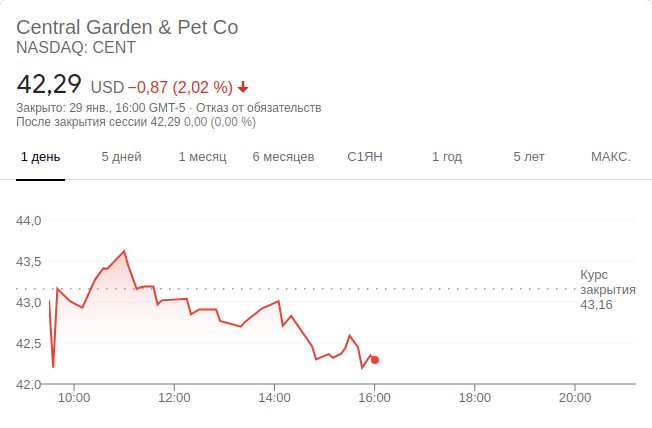 Central Garden & Pet Co
NASDAQ: CENT
42,29 USD −0,87 (2,02 %)
Закрыто: 29 янв., 16:00 GMT-5 · Отказ от обязательств
После закрытия сессии 42,29 0,00 (0,00 %)
1 день 5 дней 1 месяц 6 месяцев С1ЯН 1 год 5 лет МАКС.
44,0
43,5
Курс
закрытия
43,16
43,0
42,5
42,0
10:00 12:00 14:00 16:00 18:00 20:00